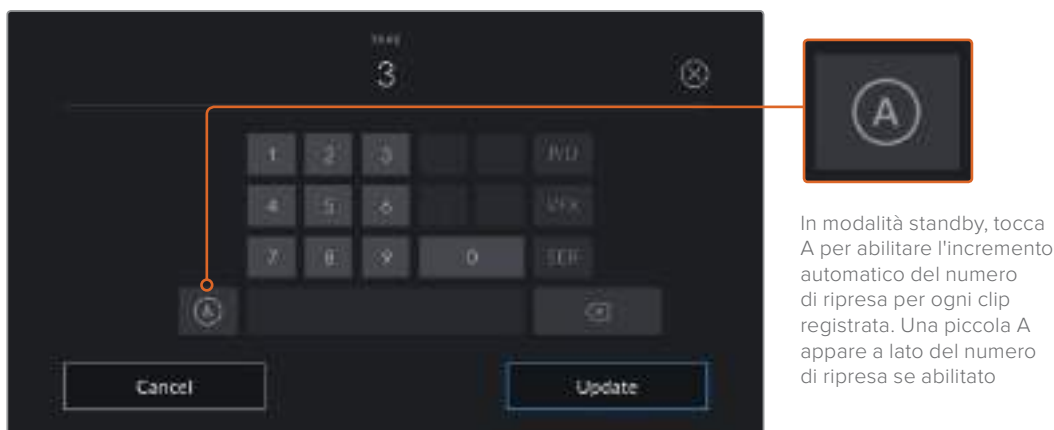 TAKE
3
A
1 2 3 PU
4 5 6 VFX
7 8 9 0 SER
A
Cancel Update
In modalità standby, tocca
A per abilitare l'incremento
automatico del numero
di ripresa per ogni clip
registrata. Una piccola A
appare a lato del numero
di ripresa se abilitato